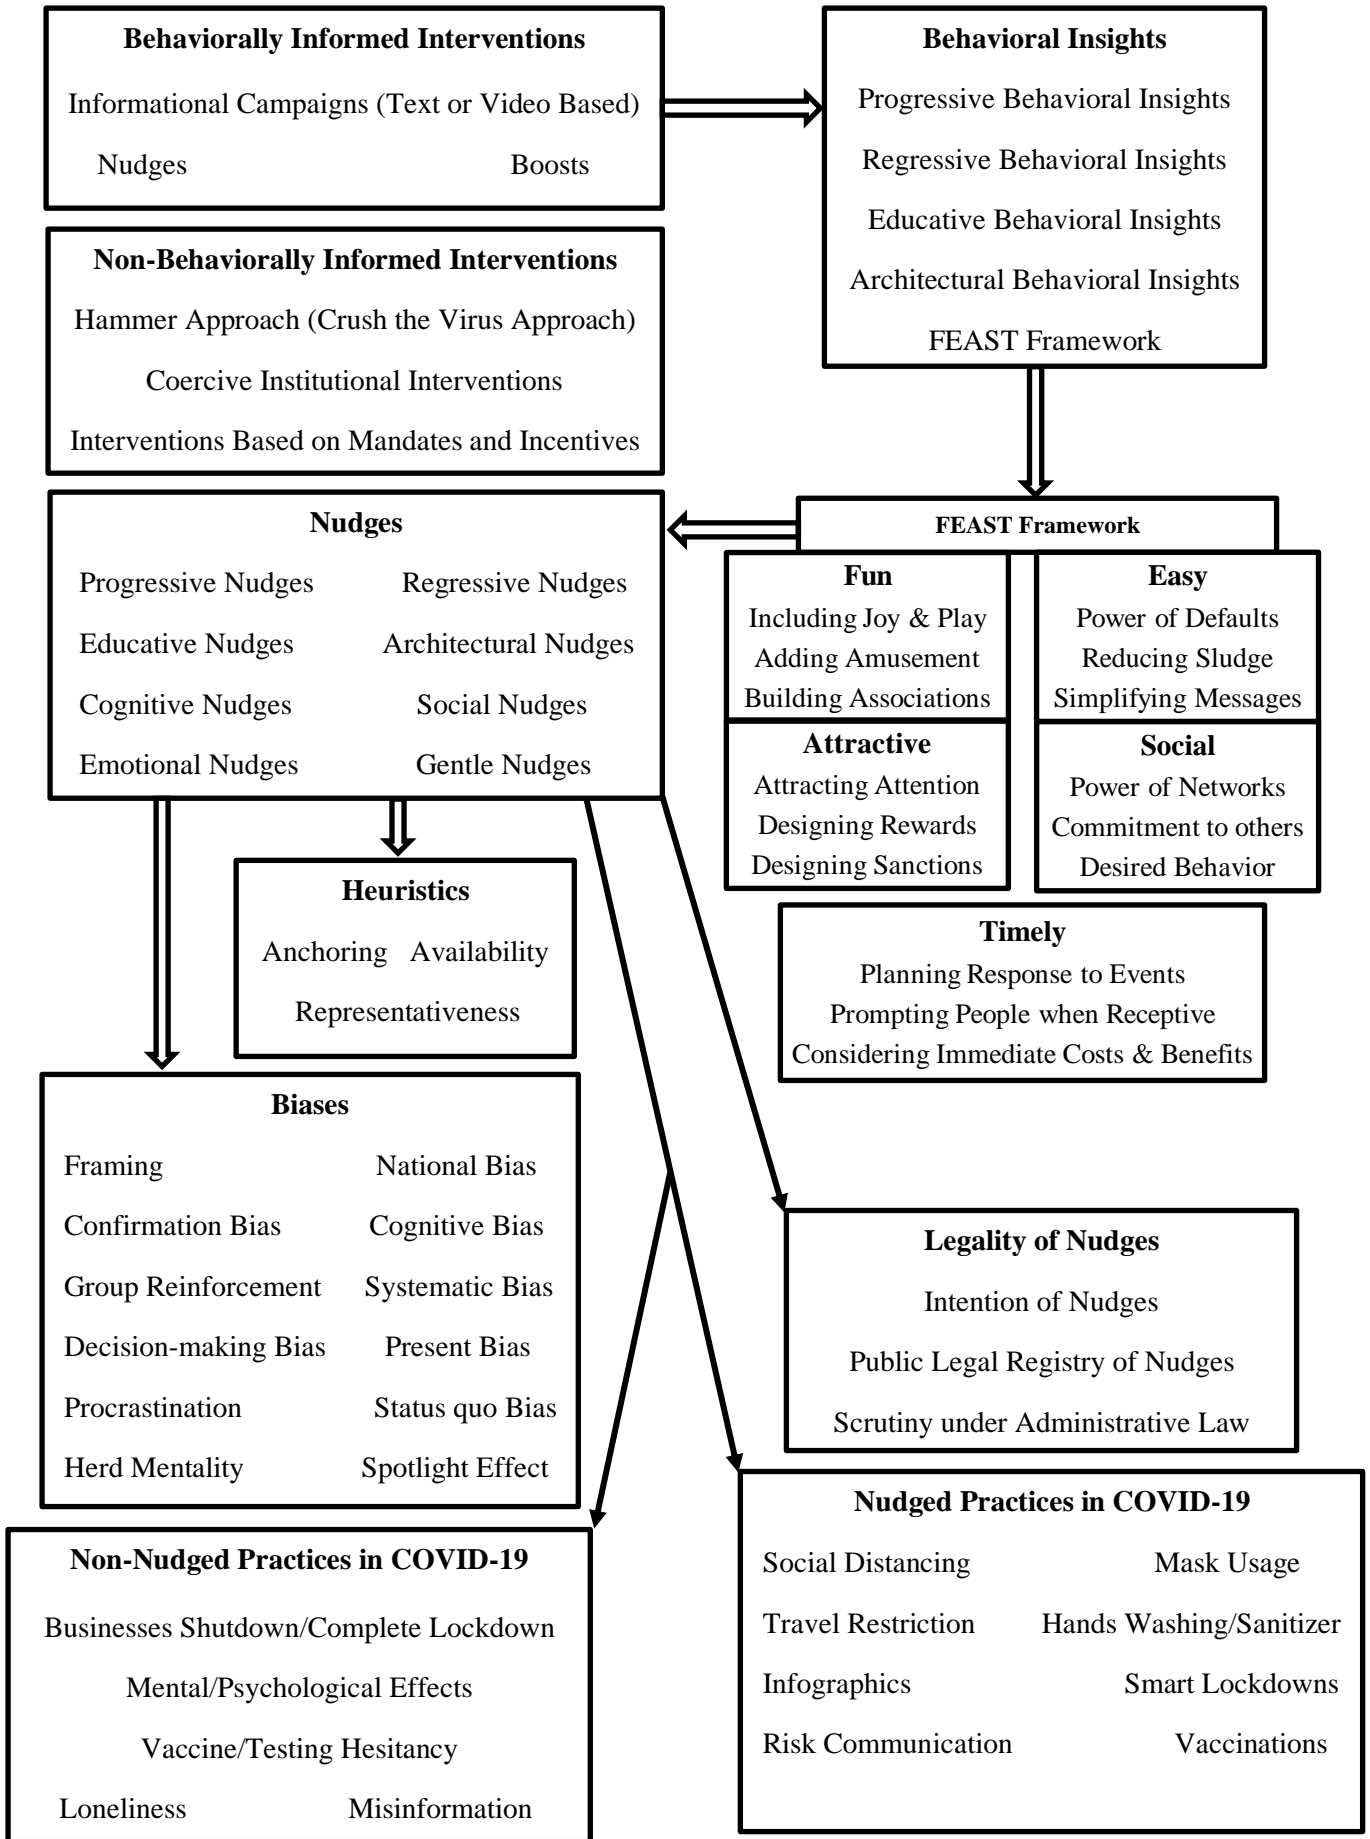 Behaviorally Informed Interventions
Informational Campaigns (Text or Video Based)
Nudges Boosts
Behavioral Insights
Progressive Behavioral Insights
Regressive Behavioral Insights
Educative Behavioral Insights
Architectural Behavioral Insights
FEAST Framework
Non-Behaviorally Informed Interventions
Hammer Approach (Crush the Virus Approach)
Coercive Institutional Interventions
Interventions Based on Mandates and Incentives
Nudges
Progressive Nudges Regressive Nudges
Educative Nudges Architectural Nudges
Cognitive Nudges Social Nudges
Emotional Nudges Gentle Nudges
FEAST Framework
Fun
Including Joy & Play
Adding Amusement
Building Associations
Easy
Power of Defaults
Reducing Sludge
Simplifying Messages
Attractive
Attracting Attention
Designing Rewards
Designing Sanctions
Social
Power of Networks
Commitment to others
Desired Behavior
Timely
Planning Response to Events
Prompting People when Receptive
Considering Immediate Costs & Benefits
Heuristics
Anchoring Availability
Representativeness
Biases
Framing National Bias
Confirmation Bias Cognitive Bias
Group Reinforcement Systematic Bias
Decision-making Bias Present Bias
Procrastination Status quo Bias
Herd Mentality Spotlight Effect
Legality of Nudges
Intention of Nudges
Public Legal Registry of Nudges
Scrutiny under Administrative Law
Non-Nudged Practices in COVID-19
Businesses Shutdown/Complete Lockdown
Mental/Psychological Effects
Vaccine/Testing Hesitancy
Loneliness Misinformation
Nudged Practices in COVID-19
Social Distancing Mask Usage
Travel Restriction Hands Washing/Sanitizer
Infographics Smart Lockdowns
Risk Communication Vaccinations